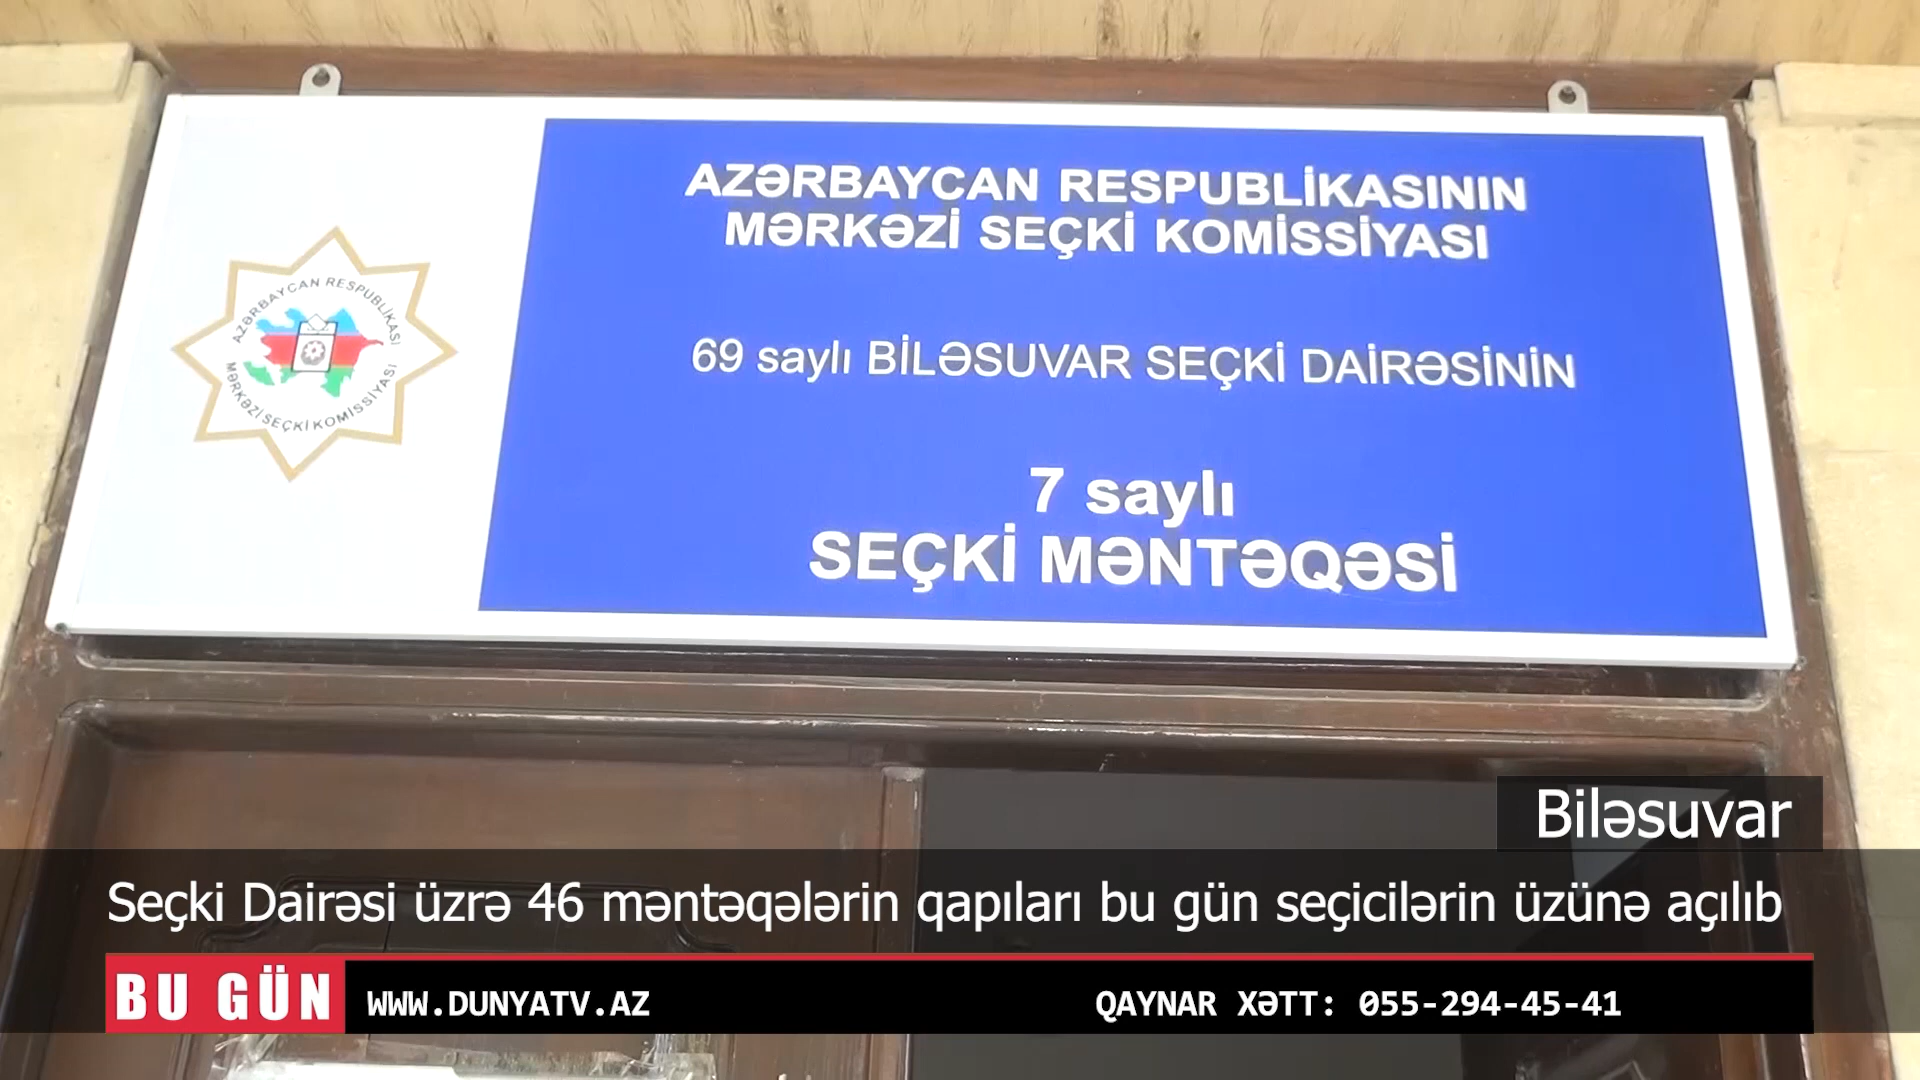 AZƏRBAYCAN RESPUBLİKASININ
MƏRKƏZİ SEÇKİ KOMİSSİYASI
AZƏRBAYCAN RESPUBLİKASI
MƏRKƏZİ SEÇKİ KOMİSSİYASI
69 saylı BİLƏSUVAR SEÇKİ DAİRƏSİNİN
7 saylı
SEÇKİ MƏNTƏQƏSİ
Biləsuvar
Seçki Dairəsi üzrə 46 məntəqələrin qapıları bu gün seçicilərin üzünə açılıb
BU GÜN
WWW.DUNYATV.AZ
QAYNAR XƏTT: 055-294-45-41